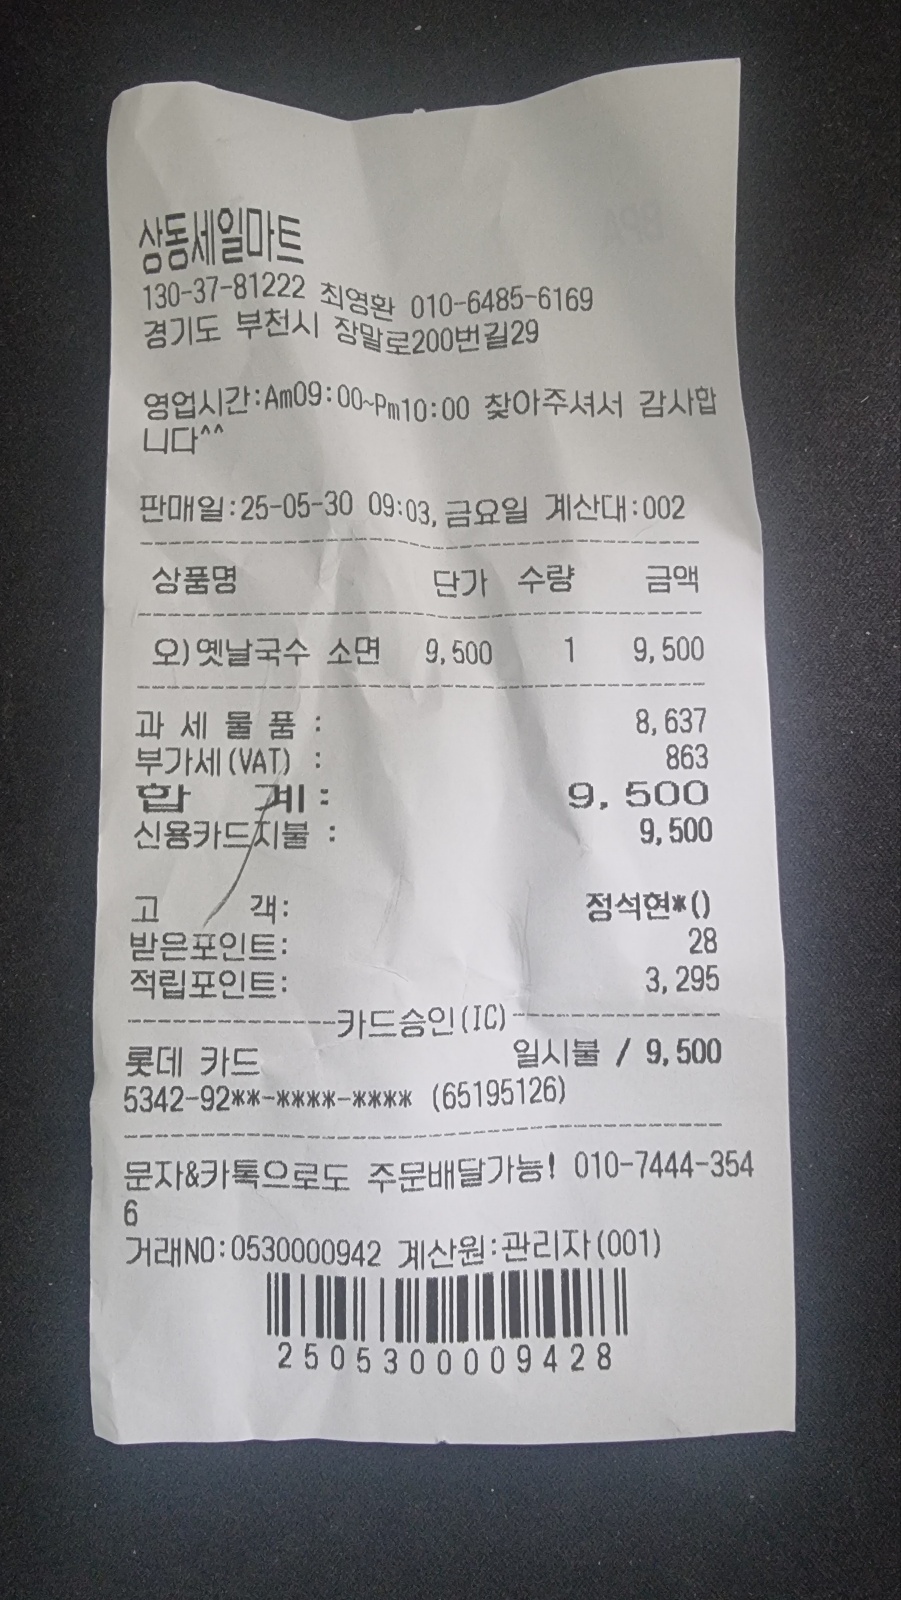 상동세일마트
130-37-81222 최영환 010-6485-6169
경기도 부천시 장말로200번길29
영업시간:Am09:00~Pm10:00 찾아주셔서 감사합
니다^^
판매일:25-05-30 09:03, 금요일 계산대:002
상품명 단가 수량 금액
오)옛날국수 소면 9,500 1 9,500
과 세 물 품 : 8,637
부가세(VAT) : 863
합 계 : 9,500
신용카드지불 : 9,500
고 객: 정석현*()
받은포인트: 28
적립포인트: 3,295
--------------카드승인(IC)--------------
롯데 카드 일시불 / 9,500
5342-92**-****-**** (65195126)
문자&카톡으로도 주문배달가능! 010-7444-354
6
거래NO:0530000942 계산원:관리자(001)
2505300009428